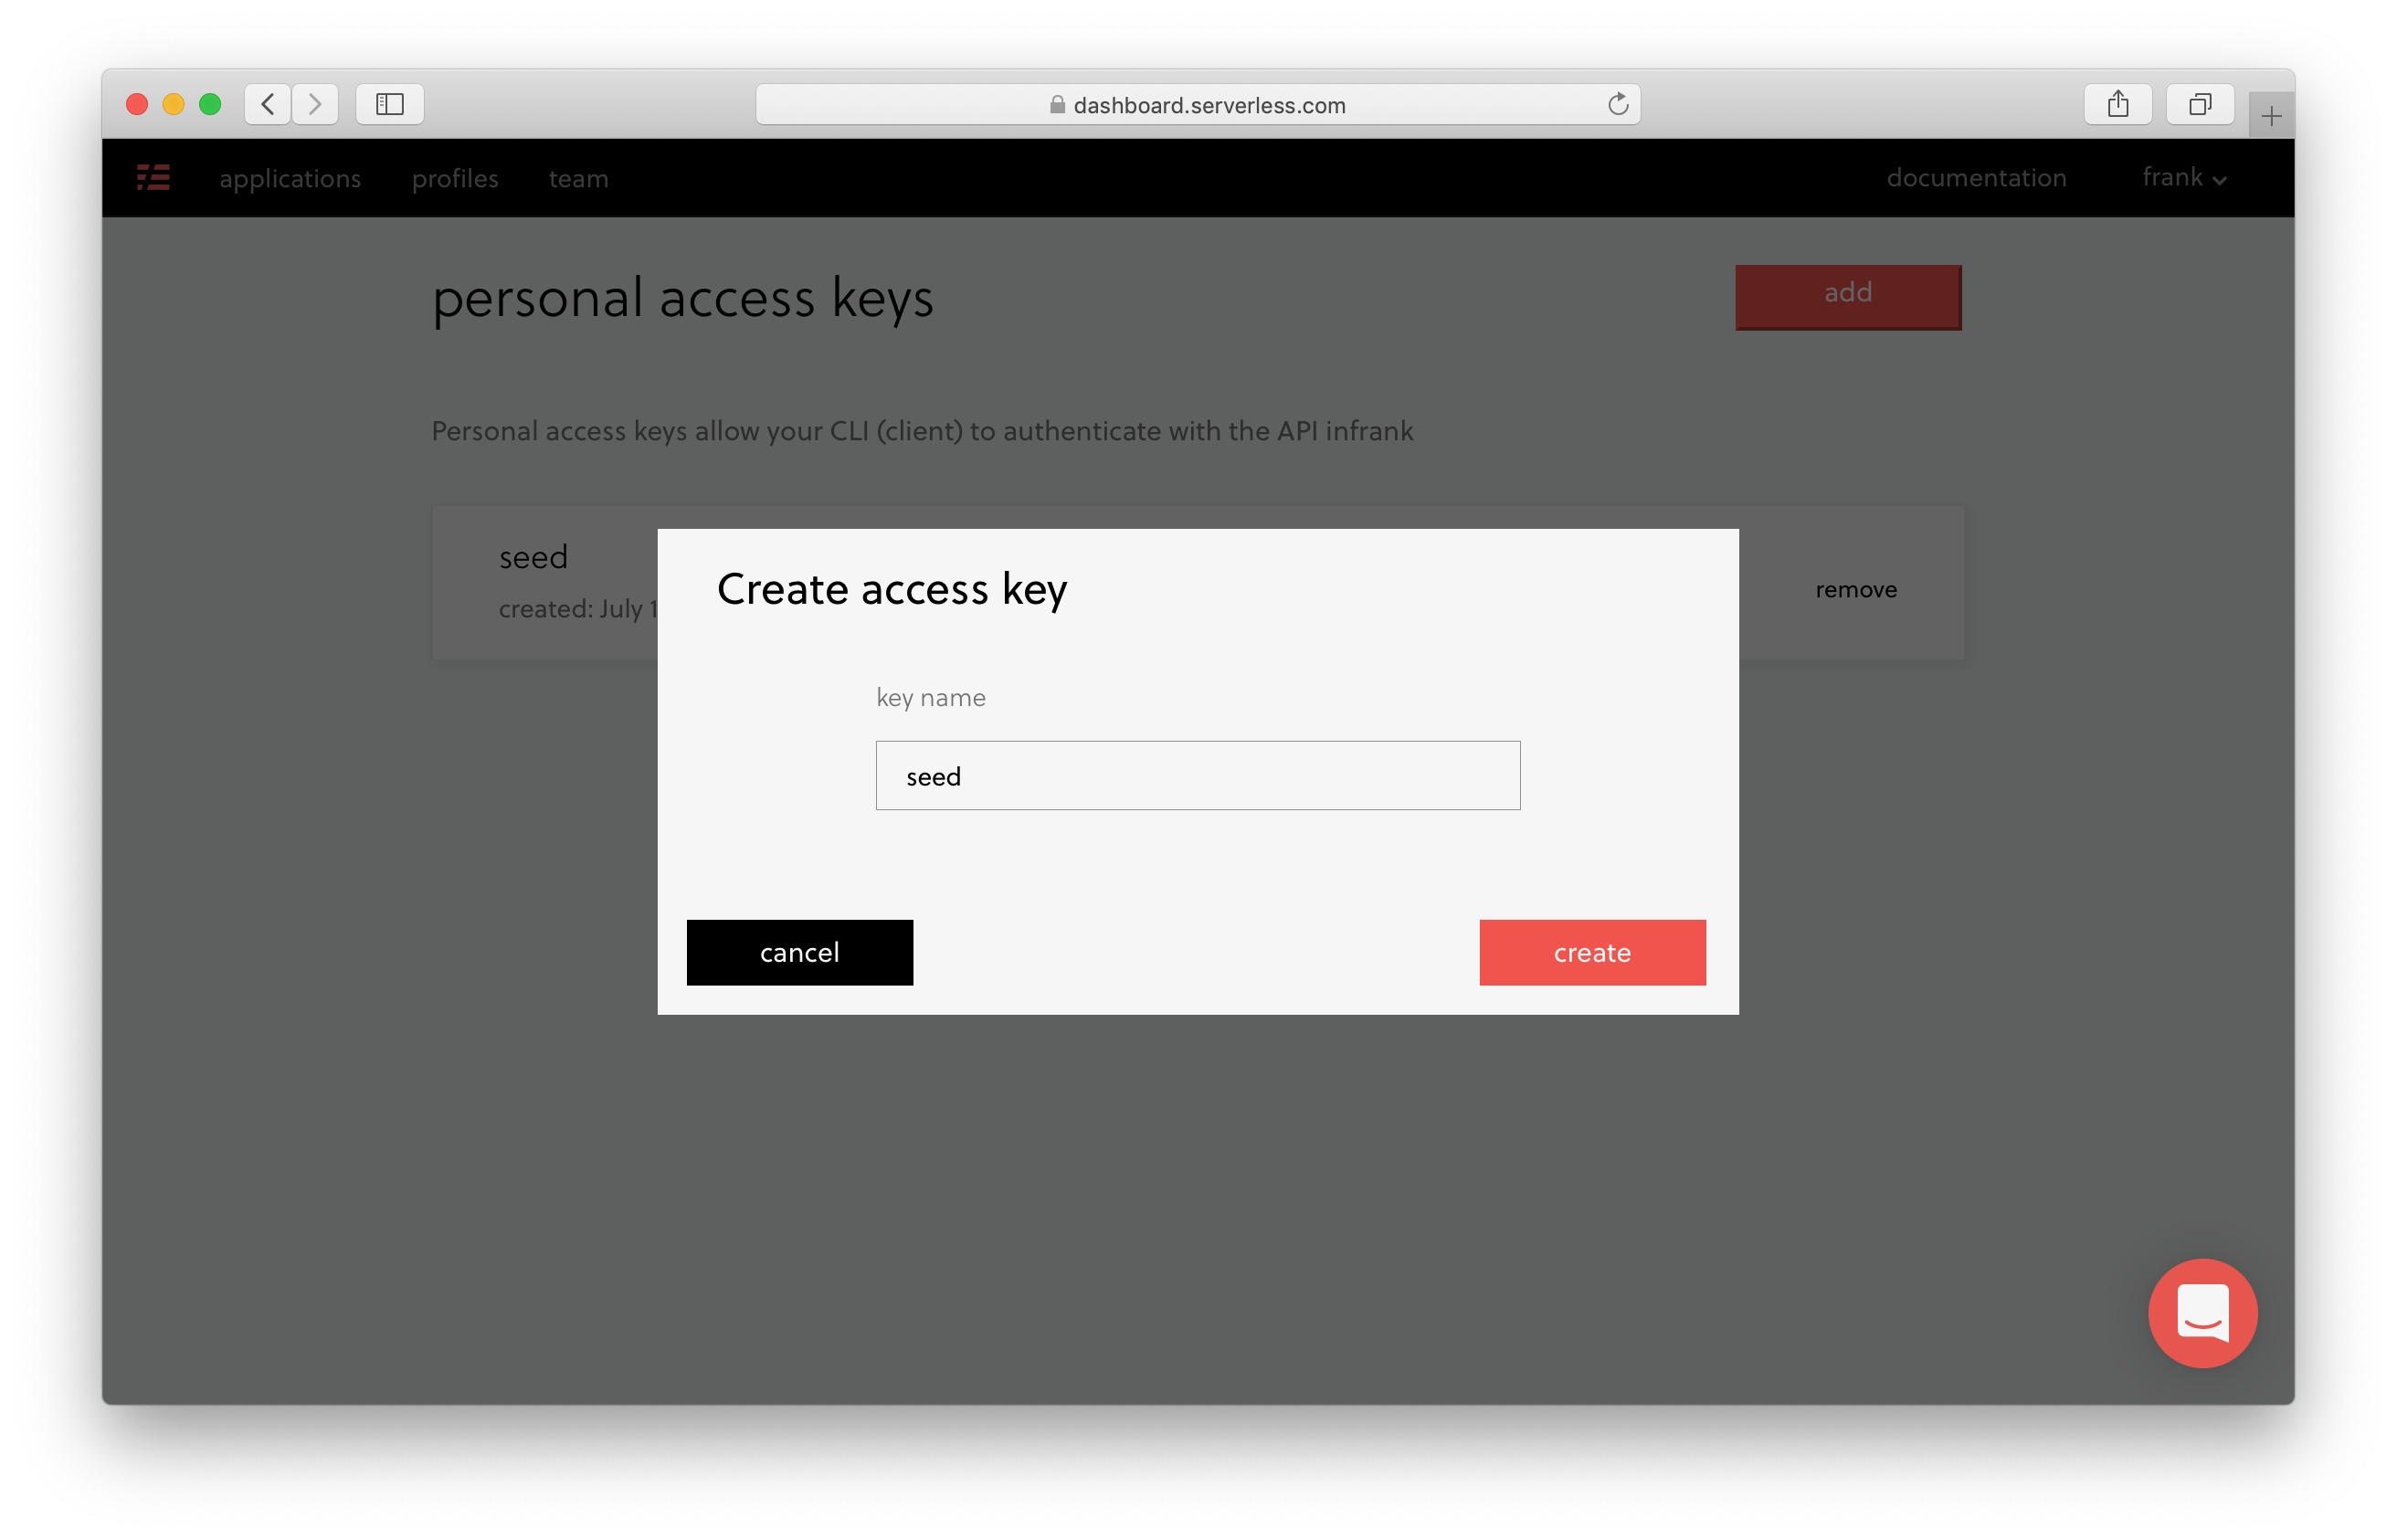 dashboard.serverless.com
applications profiles team documentation frank
personal access keys add
Personal access keys allow your CLI (client) to authenticate with the API infrank
seed
created: July 1
remove
Create access key
key name
seed
cancel create